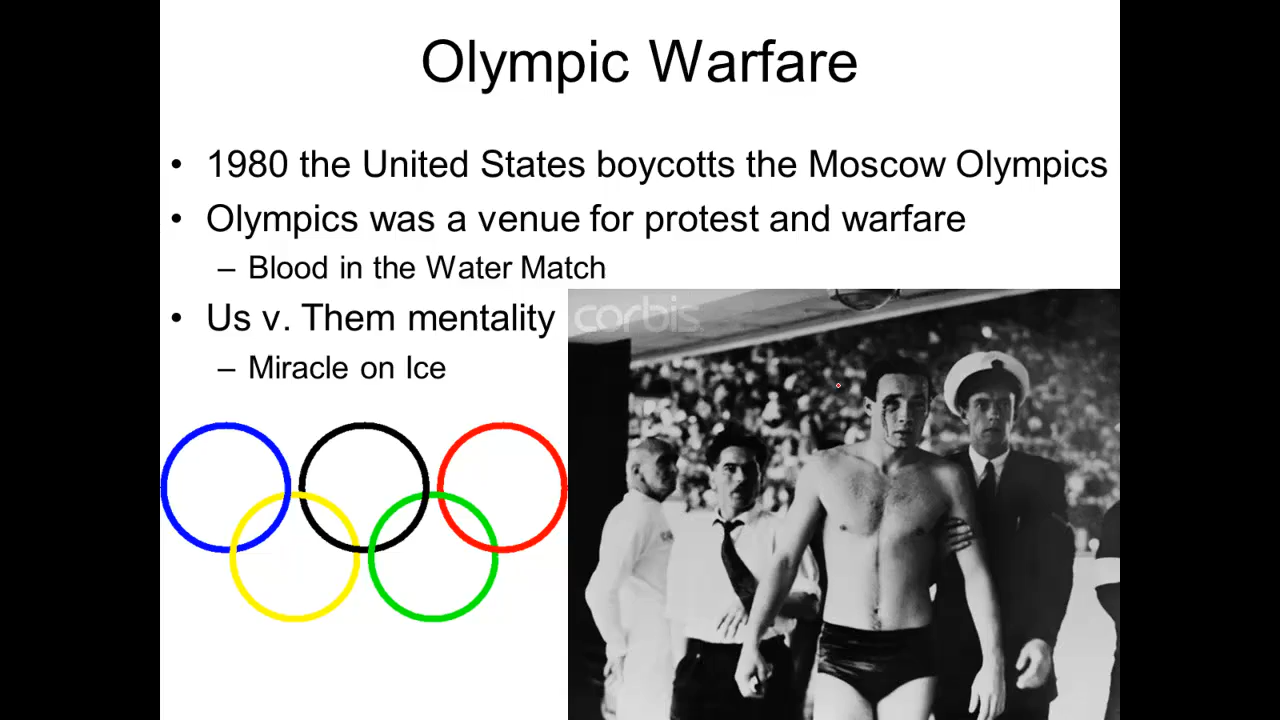 Olympic Warfare
• 1980 the United States boycotts the Moscow Olympics
• Olympics was a venue for protest and warfare
– Blood in the Water Match
• Us v. Them mentality
– Miracle on Ice
corbis